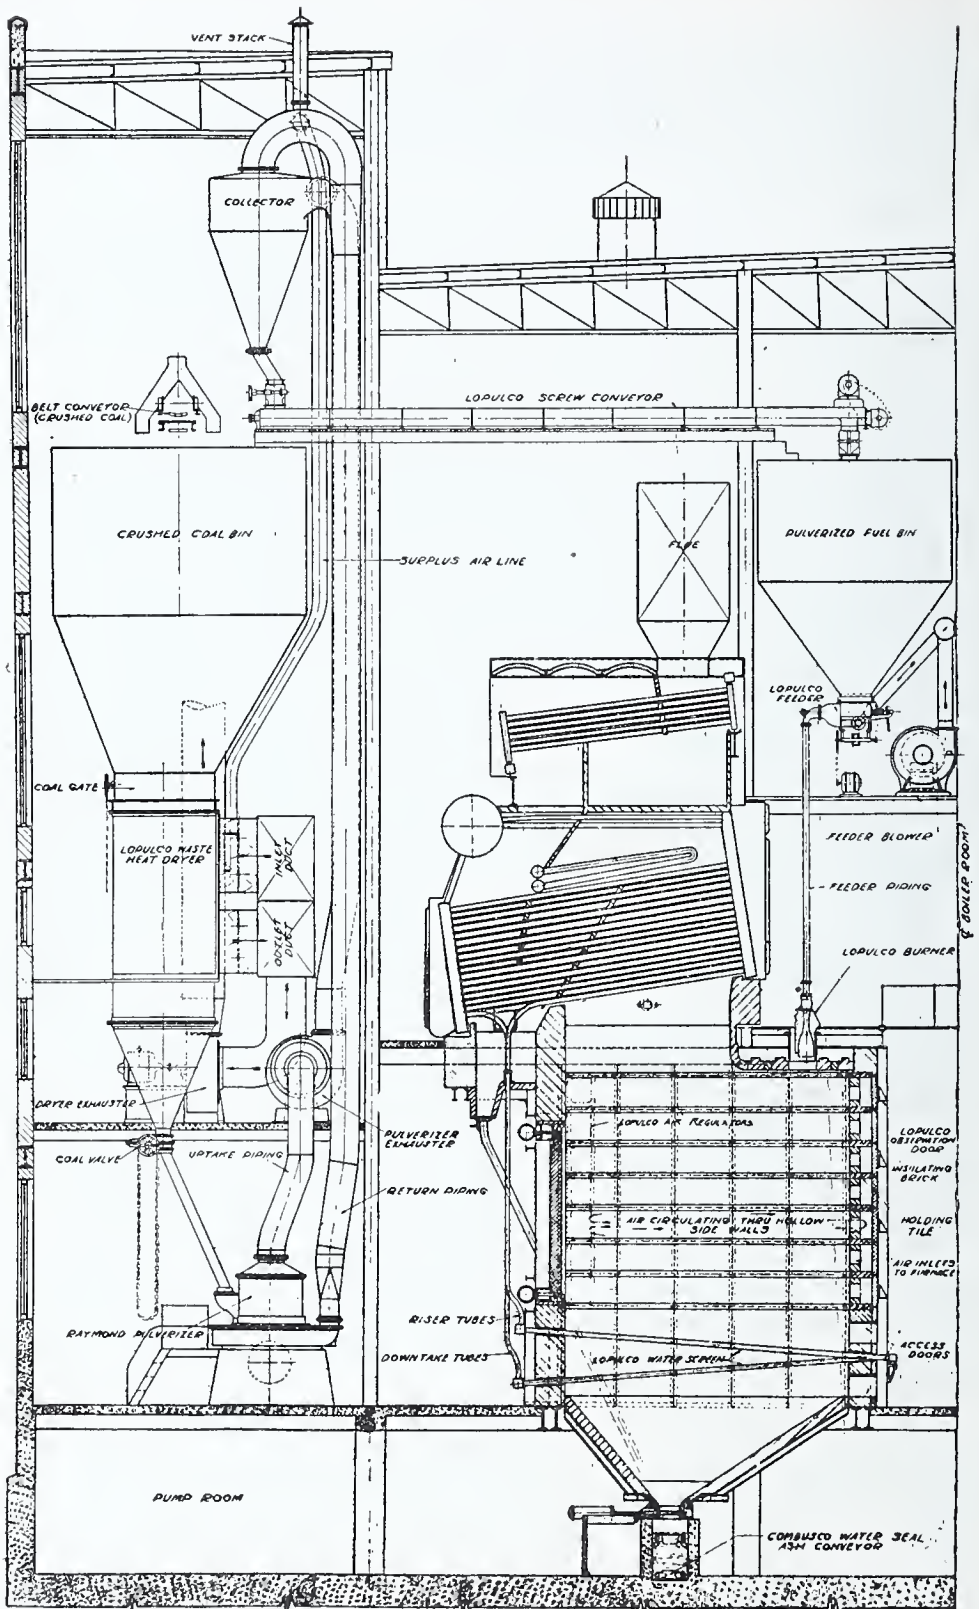 VENT STACK
COLLECTOR
BELT CONVEYOR
(CRUSHED COAL)
LOPULCO SCREW CONVEYOR
CRUSHED COAL BIN
SURPLUS AIR LINE
FLUE
PULVERIZED FUEL BIN
LOPULCO
FEEDER
COAL GATE
LOPULCO WASTE
HEAT DRYER
INLET
DUCT
OUTLET
DUCT
FEEDER BLOWER
FEEDER PIPING
℄ BOILER ROOM
LOPULCO BURNER
DRYER EXHAUSTER
PULVERIZER
EXHAUSTER
COAL VALVE
UPTAKE PIPING
RETURN PIPING
LOPULCO AIR REGULATORS
LOPULCO
OBSERVATION
DOOR
INSULATING
BRICK
AIR CIRCULATING THRU HOLLOW
SIDE WALLS
HOLDING
TILE
AIR INLETS
TO FURNACE
RAYMOND PULVERIZER
RISER TUBES
DOWNTAKE TUBES
LOPULCO WATER SCREEN
ACCESS
DOORS
PUMP ROOM
COMBUSCO WATER SEAL
ASH CONVEYOR